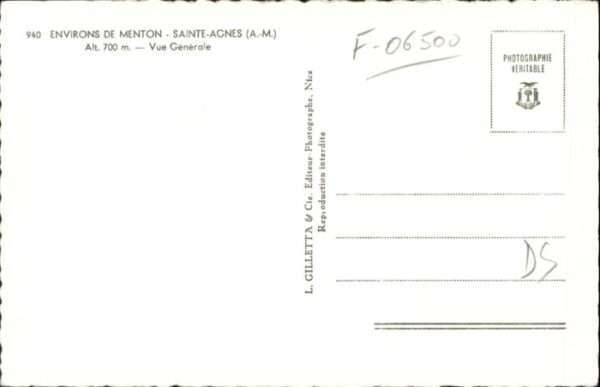 940 ENVIRONS DE MENTON - SAINTE-AGNES (A.-M.)
Alt. 700 m. — Vue Générale
F-06500
PHOTOGRAPHIE
VERITABLE
L. GILLETTA & Cie. Editeur-Photographe, Nice
Reproduction interdite
DS